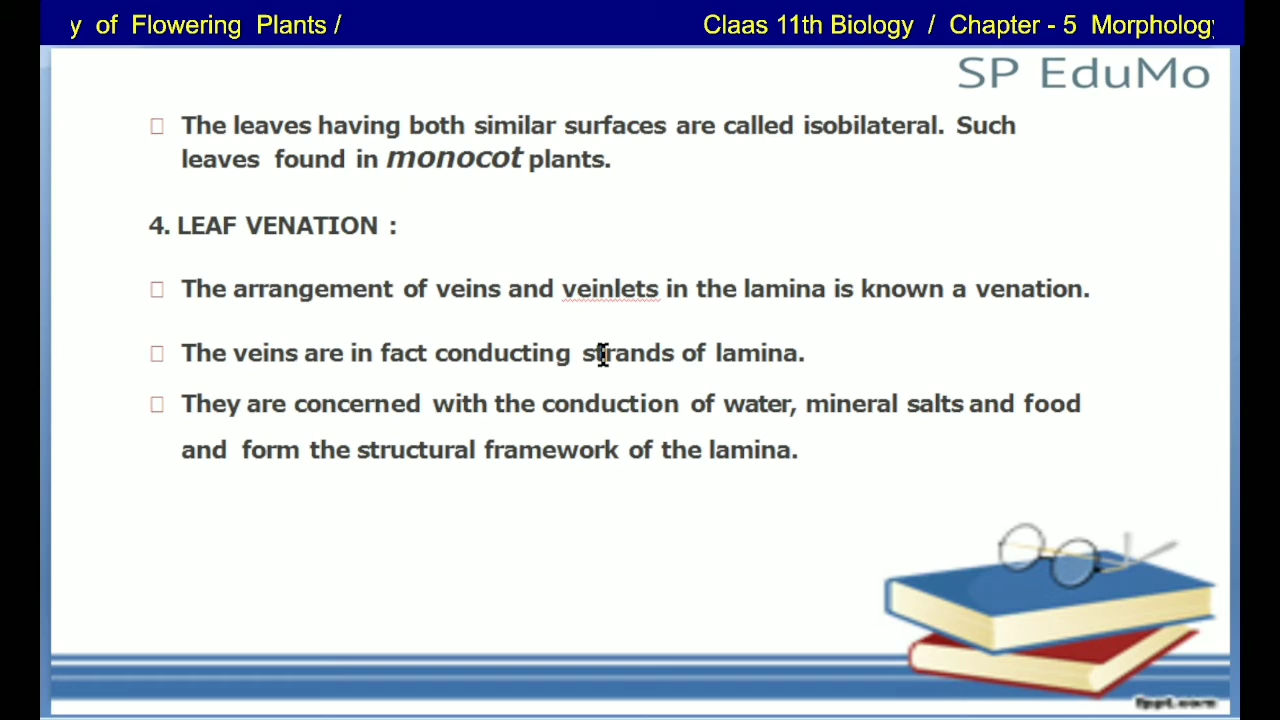 y of Flowering Plants / Claas 11th Biology / Chapter - 5 Morphology
SP EduMo
The leaves having both similar surfaces are called isobilateral. Such
leaves found in monocot plants.
4. LEAF VENATION :
The arrangement of veins and veinlets in the lamina is known a venation.
The veins are in fact conducting strands of lamina.
They are concerned with the conduction of water, mineral salts and food
and form the structural framework of the lamina.
fppt.com